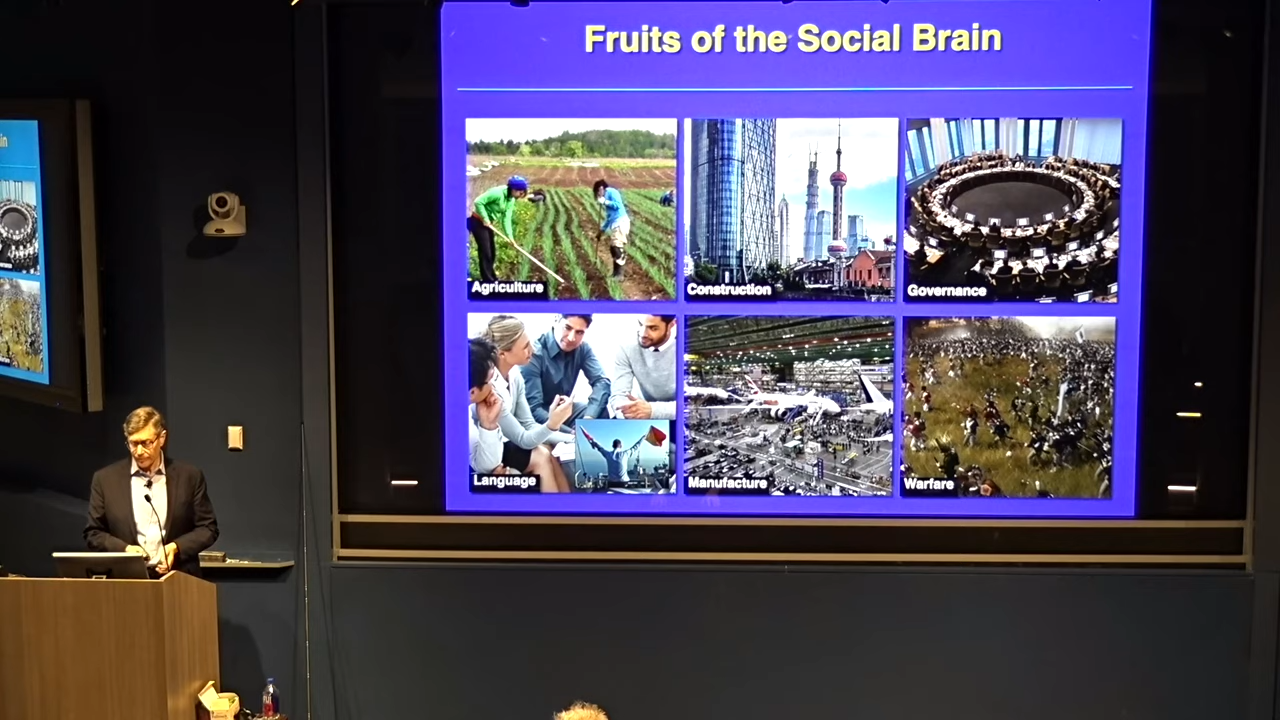 Fruits of the Social Brain
Agriculture
Construction
Governance
Language
Manufacture
Warfare